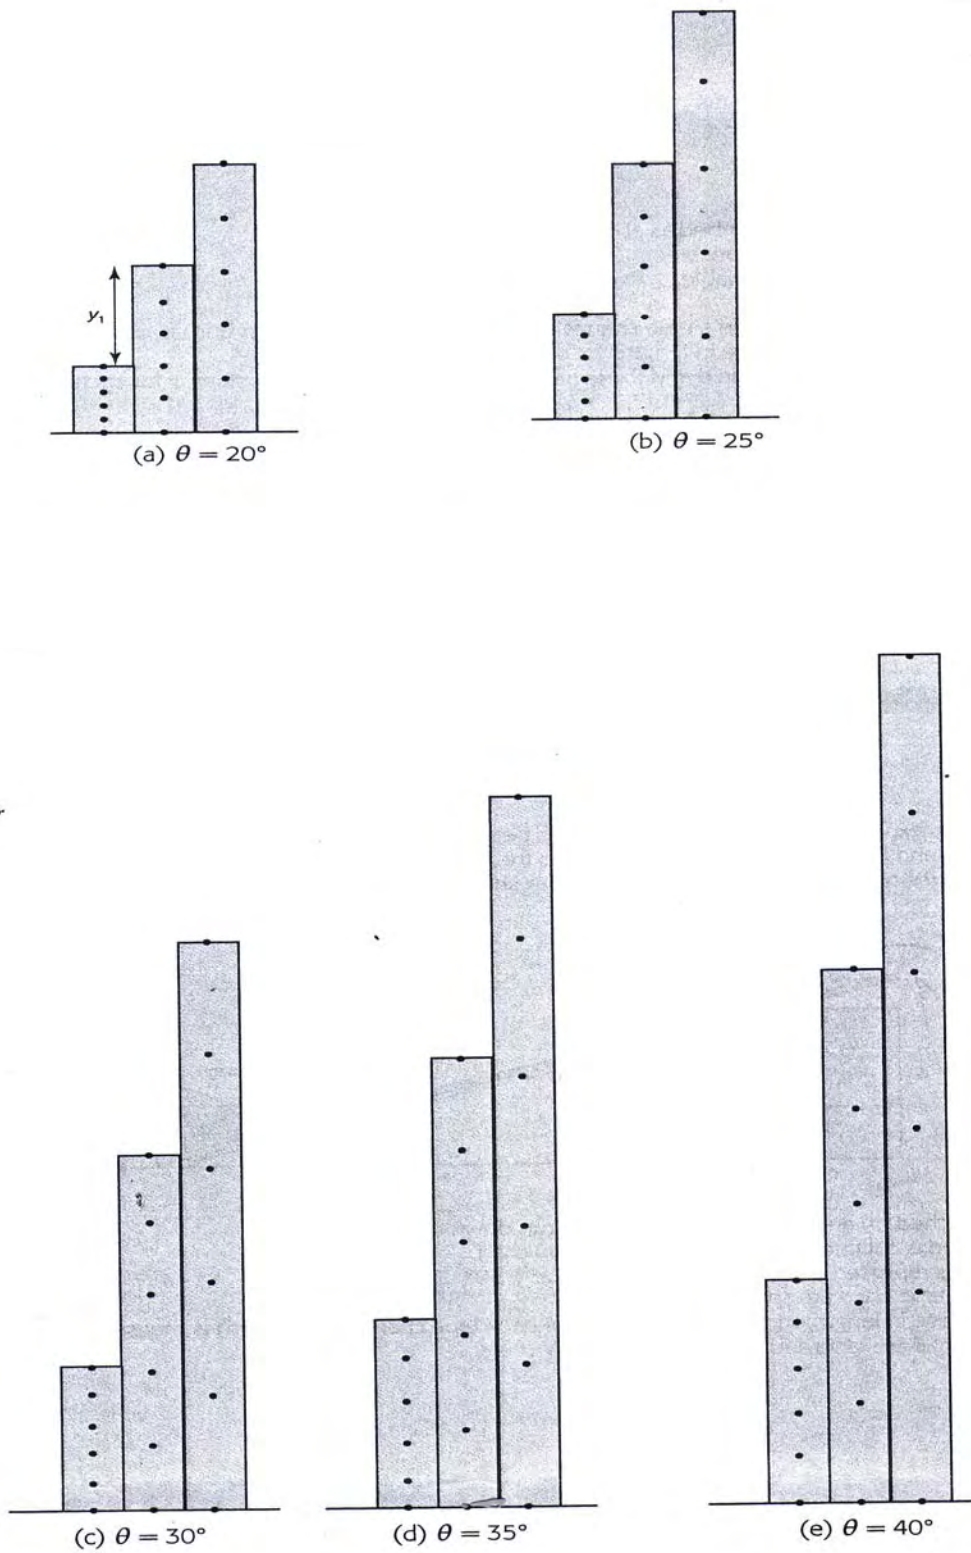 y₁
(a) θ = 20°
(b) θ = 25°
(c) θ = 30°
(d) θ = 35°
(e) θ = 40°